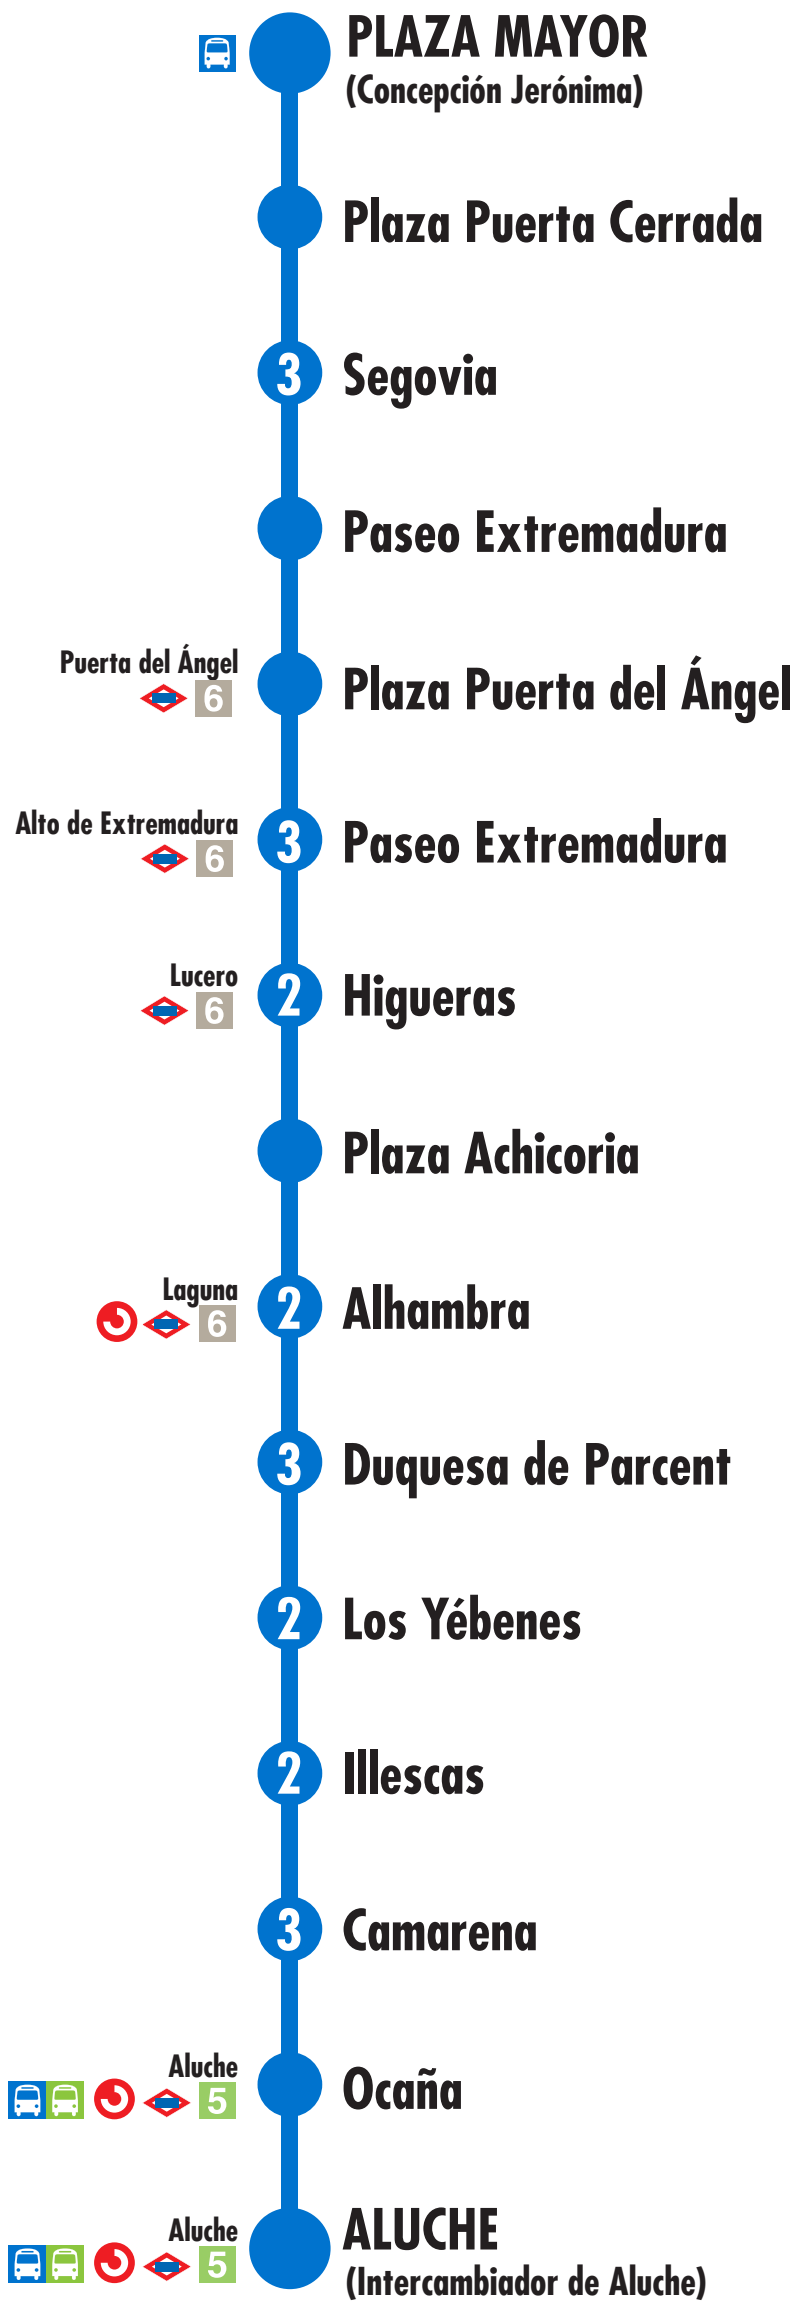 PLAZA MAYOR
(Concepción Jerónima)
Plaza Puerta Cerrada
3 Segovia
Paseo Extremadura
Puerta del Ángel
6
Plaza Puerta del Ángel
Alto de Extremadura
6
3 Paseo Extremadura
Lucero
6
2 Higueras
Plaza Achicoria
Laguna
6
2 Alhambra
3 Duquesa de Parcent
2 Los Yébenes
2 Illescas
3 Camarena
Aluche
5
Ocaña
Aluche
5
ALUCHE
(Intercambiador de Aluche)